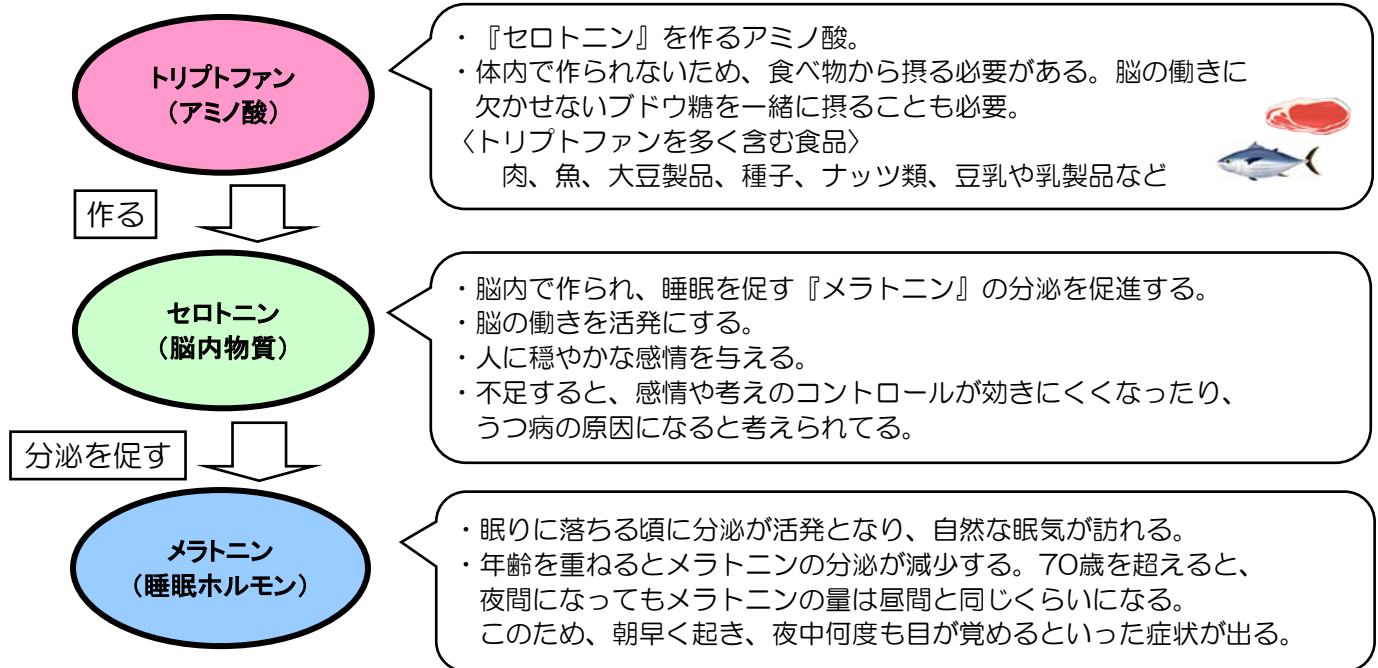 トリプトファン
（アミノ酸）
・『セロトニン』を作るアミノ酸。
・体内で作られないため、食べ物から摂る必要がある。脳の働きに
欠かせないブドウ糖を一緒に摂ることも必要。
〈トリプトファンを多く含む食品〉
肉、魚、大豆製品、種子、ナッツ類、豆乳や乳製品など
作る
セロトニン
（脳内物質）
・脳内で作られ、睡眠を促す『メラトニン』の分泌を促進する。
・脳の働きを活発にする。
・人に穏やかな感情を与える。
・不足すると、感情や考えのコントロールが効きにくくなったり、
うつ病の原因になると考えられてる。
分泌を促す
メラトニン
（睡眠ホルモン）
・眠りに落ちる頃に分泌が活発となり、自然な眠気が訪れる。
・年齢を重ねるとメラトニンの分泌が減少する。70歳を超えると、
夜間になってもメラトニンの量は昼間と同じくらいになる。
このため、朝早く起き、夜中何度も目が覚めるといった症状が出る。